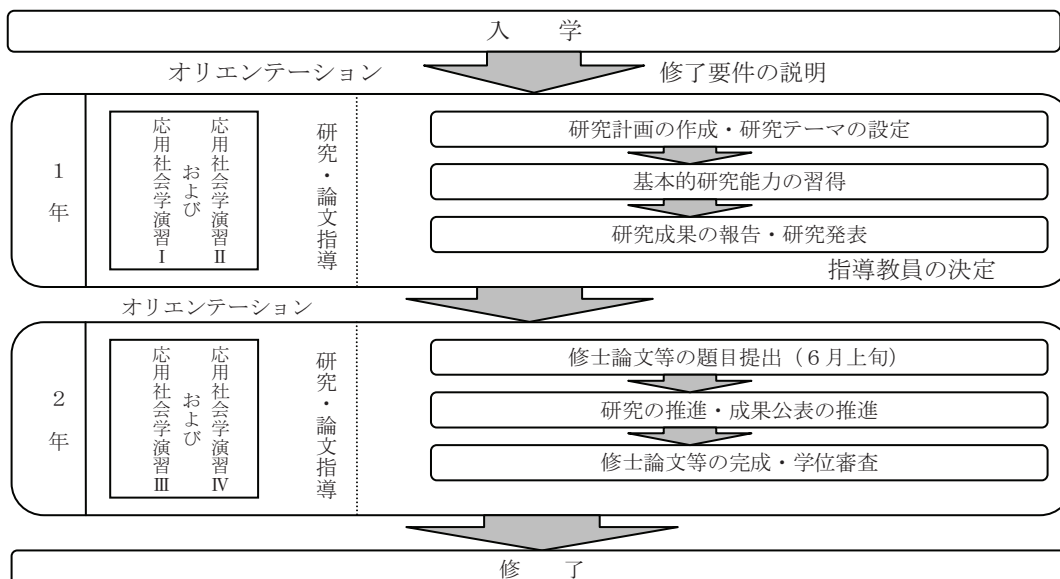 入　学
オリエンテーション
修了要件の説明
１年
応用社会学演習Ⅱ
および
応用社会学演習Ⅰ
研究・論文指導
研究計画の作成・研究テーマの設定
基本的研究能力の習得
研究成果の報告・研究発表
指導教員の決定
オリエンテーション
２年
応用社会学演習Ⅳ
および
応用社会学演習Ⅲ
研究・論文指導
修士論文等の題目提出（６月上旬）
研究の推進・成果公表の推進
修士論文等の完成・学位審査
修　了